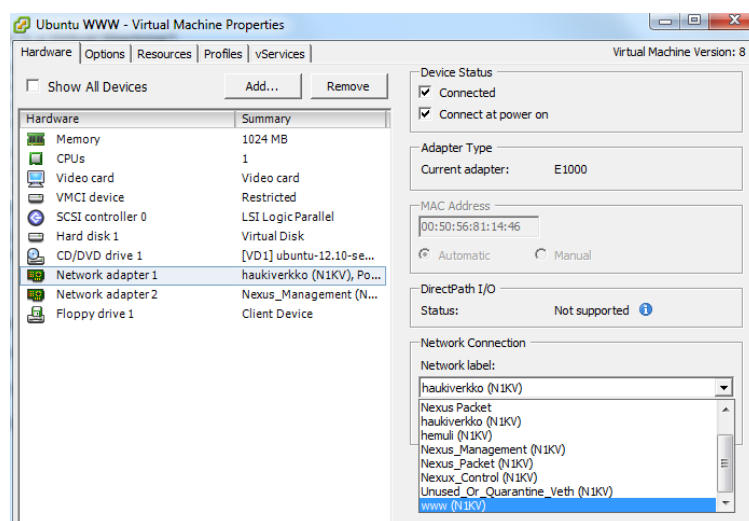 Ubuntu WWW - Virtual Machine Properties
Hardware Options Resources Profiles vServices Virtual Machine Version: 8
Show All Devices Add... Remove
Hardware Summary
Memory 1024 MB
CPUs 1
Video card Video card
VMCI device Restricted
SCSI controller 0 LSI Logic Parallel
Hard disk 1 Virtual Disk
CD/DVD drive 1 [VD1] ubuntu-12.10-se...
Network adapter 1 haukiverkko (N1KV), Po...
Network adapter 2 Nexus_Management (N...
Floppy drive 1 Client Device
Device Status
Connected
Connect at power on
Adapter Type
Current adapter: E1000
MAC Address
00:50:56:81:14:46
Automatic Manual
DirectPath I/O
Status: Not supported
Network Connection
Network label:
haukiverkko (N1KV)
Nexus Packet
haukiverkko (N1KV)
hemuli (N1KV)
Nexus_Management (N1KV)
Nexus_Packet (N1KV)
Nexux_Control (N1KV)
Unused_Or_Quarantine_Veth (N1KV)
www (N1KV)